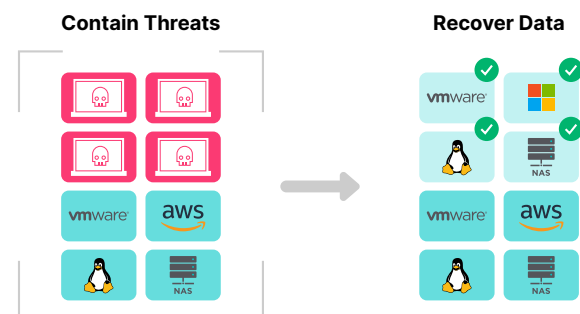 Contain Threats
Recover Data
vmware
vmware
aws
NAS
NAS
vmware
aws
NAS